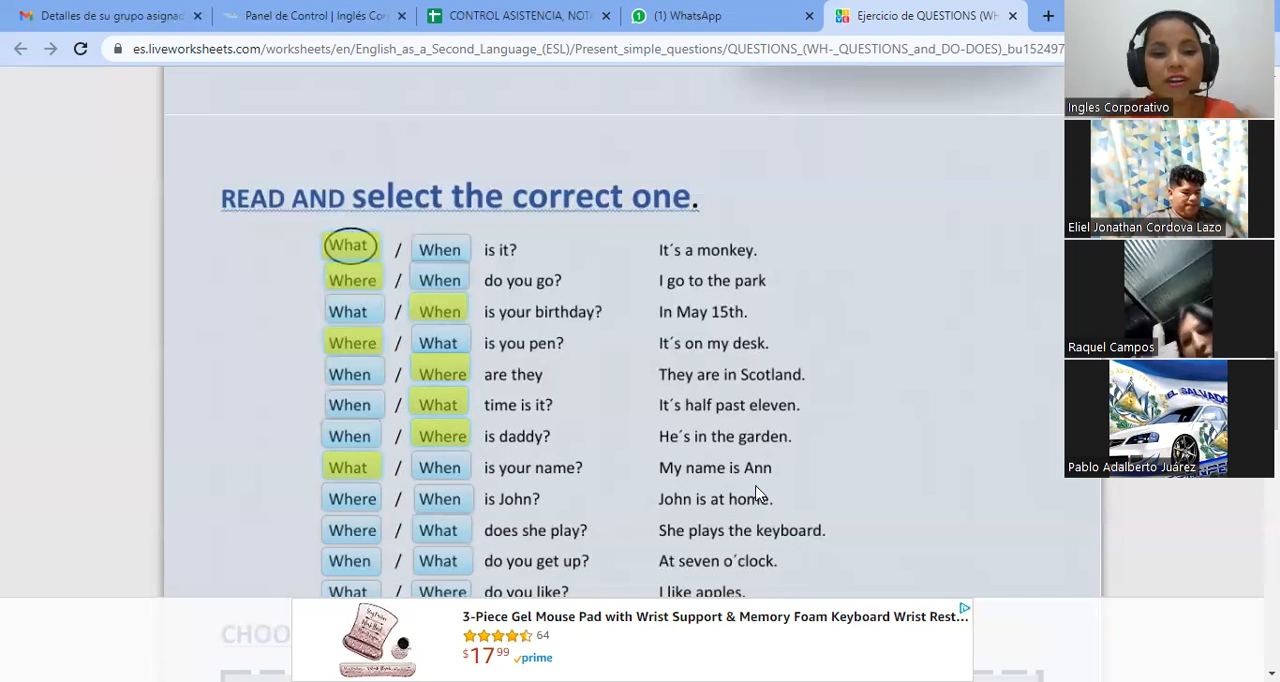 Detalles de su grupo asignad
Panel de Control | Inglés Cor
CONTROL ASISTENCIA, NOT
(1) WhatsApp
Ejercicio de QUESTIONS (WH
es.liveworksheets.com/worksheets/en/English_as_a_Second_Language_(ESL)/Present_simple_questions/QUESTIONS_(WH-_QUESTIONS_and_DO-DOES)_bu152497
READ AND select the correct one.
What / When is it? It´s a monkey.
Where / When do you go? I go to the park
What / When is your birthday? In May 15th.
Where / What is you pen? It´s on my desk.
When / Where are they They are in Scotland.
When / What time is it? It´s half past eleven.
When / Where is daddy? He´s in the garden.
What / When is your name? My name is Ann
Where / When is John? John is at home.
Where / What does she play? She plays the keyboard.
When / What do you get up? At seven o´clock.
What / Where do you like? I like apples.
CHOO
3-Piece Gel Mouse Pad with Wrist Support & Memory Foam Keyboard Wrist Rest...
64
$17.99 prime
Ingles Corporativo
Eliel Jonathan Cordova Lazo
Raquel Campos
EL SALVADOR
Pablo Adalberto Juárez